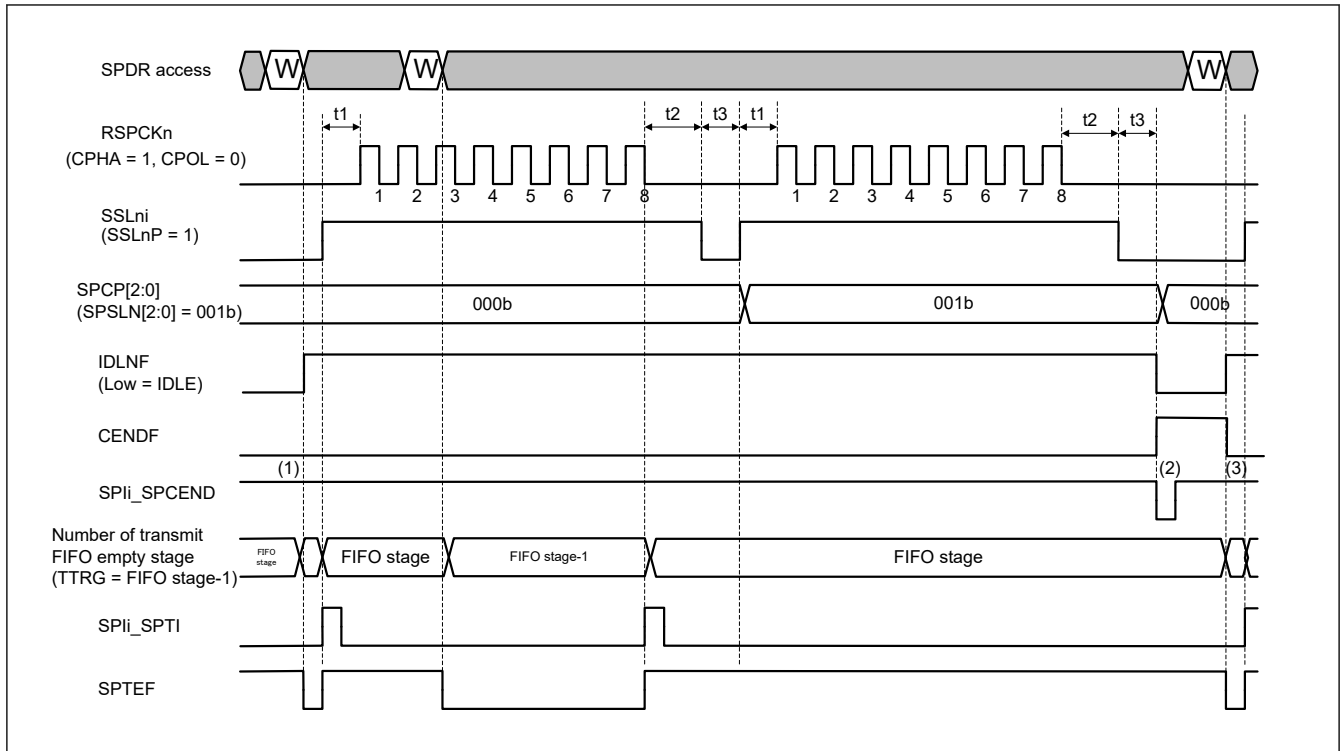 SPDR access
W
W
W
t1
t2
t3
t1
t2
t3
RSPCKn
(CPHA = 1, CPOL = 0)
1 2 3 4 5 6 7 8
1 2 3 4 5 6 7 8
SSLni
(SSLnP = 1)
SPCP[2:0]
(SPSLN[2:0] = 001b)
000b
001b
000b
IDLNF
(Low = IDLE)
CENDF
(1)
(2)
(3)
SPIi_SPCEND
Number of transmit
FIFO empty stage
(TTRG = FIFO stage-1)
FIFO
stage
FIFO stage
FIFO stage-1
FIFO stage
SPIi_SPTI
SPTEF